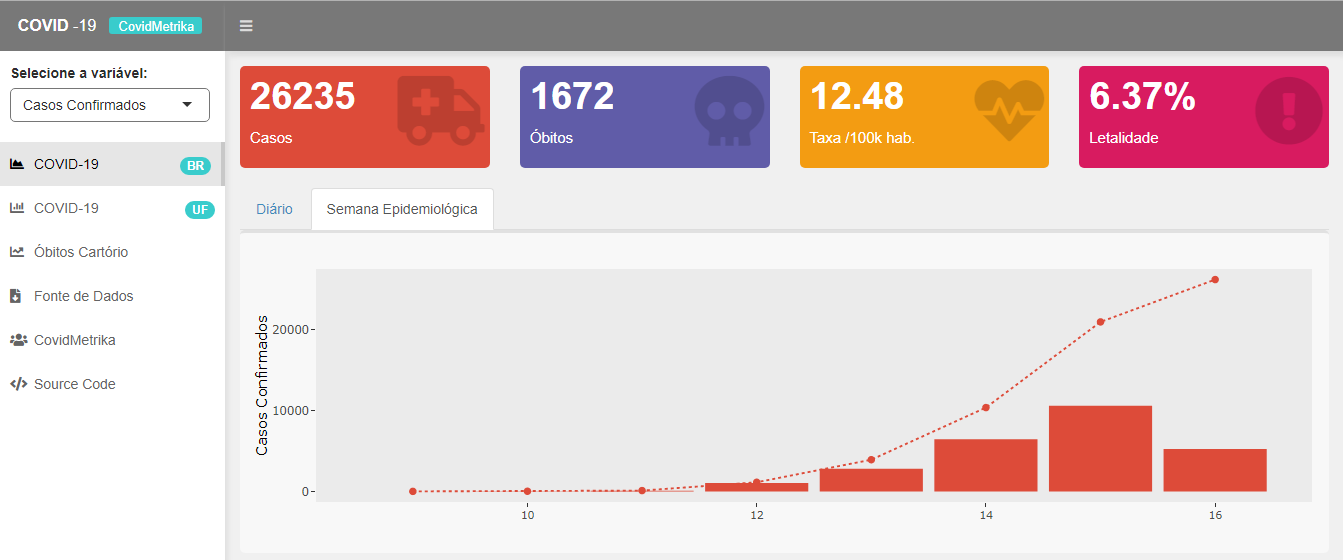 COVID -19 CovidMetrika
Selecione a variável:
Casos Confirmados
COVID-19 BR
COVID-19 UF
Óbitos Cartório
Fonte de Dados
CovidMetrika
Source Code
26235
Casos
1672
Óbitos
12.48
Taxa /100k hab.
6.37%
Letalidade
Diário
Semana Epidemiológica
Casos Confirmados
20000
10000
0
10 12 14 16